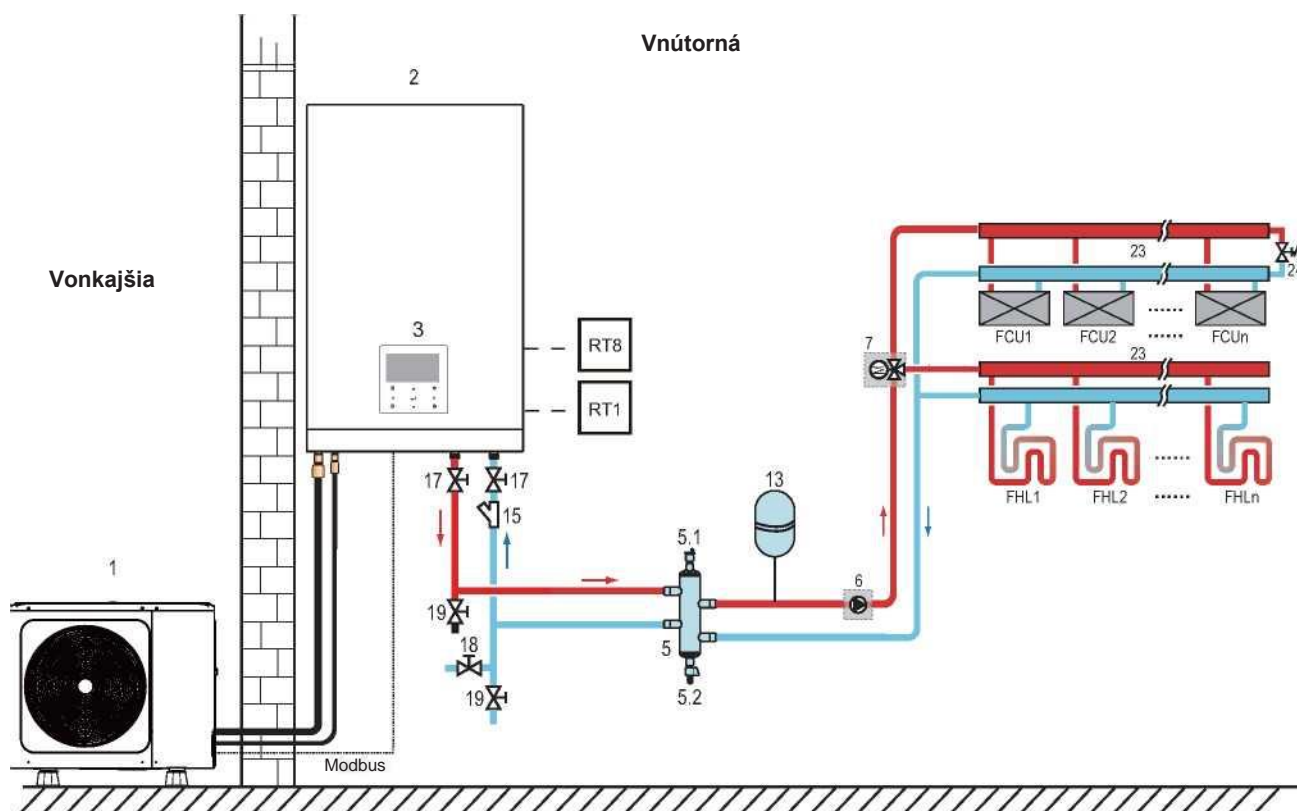 Vnútorná
2
Vonkajšia
3
RT8
RT1
23
FCU1 FCU2 ...... FCUn
......
7
23
FHL1 FHL2 ...... FHLn
17 17
15
13
5.1
1
6
19
18
5
19
5.2
Modbus